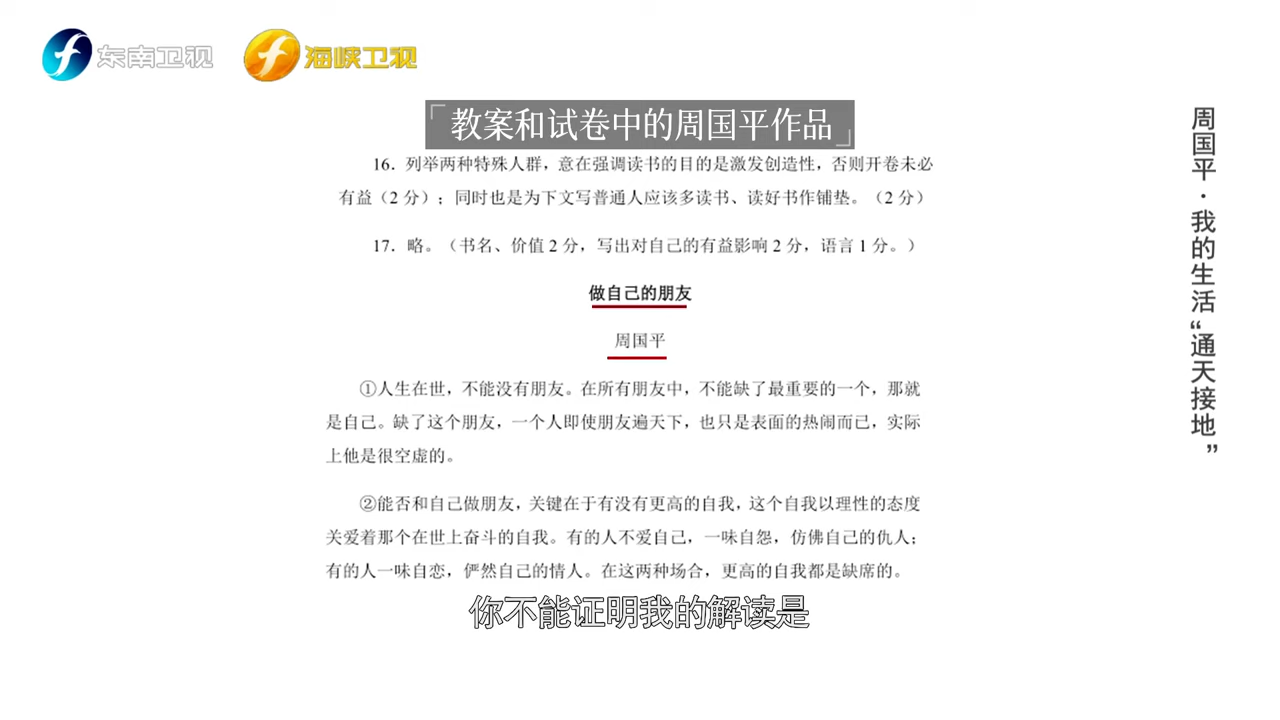 东南卫视 海峡卫视
「教案和试卷中的周国平作品」
16．列举两种特殊人群，意在强调读书的目的是激发创造性，否则开卷未必
有益（2 分）；同时也是为下文写普通人应该多读书、读好书作铺垫。（2 分）
17．略。（书名、价值 2 分，写出对自己的有益影响 2 分，语言 1 分。）
做自己的朋友
周国平
①人生在世，不能没有朋友。在所有朋友中，不能缺了最重要的一个，那就
是自己。缺了这个朋友，一个人即使朋友遍天下，也只是表面的热闹而已，实际
上他是很空虚的。
②能否和自己做朋友，关键在于有没有更高的自我，这个自我以理性的态度
关爱着那个在世上奋斗的自我。有的人不爱自己，一味自怨，仿佛自己的仇人；
有的人一味自恋，俨然自己的情人。在这两种场合，更高的自我都是缺席的。
你不能证明我的解读是
周国平·我的生活“通天接地”